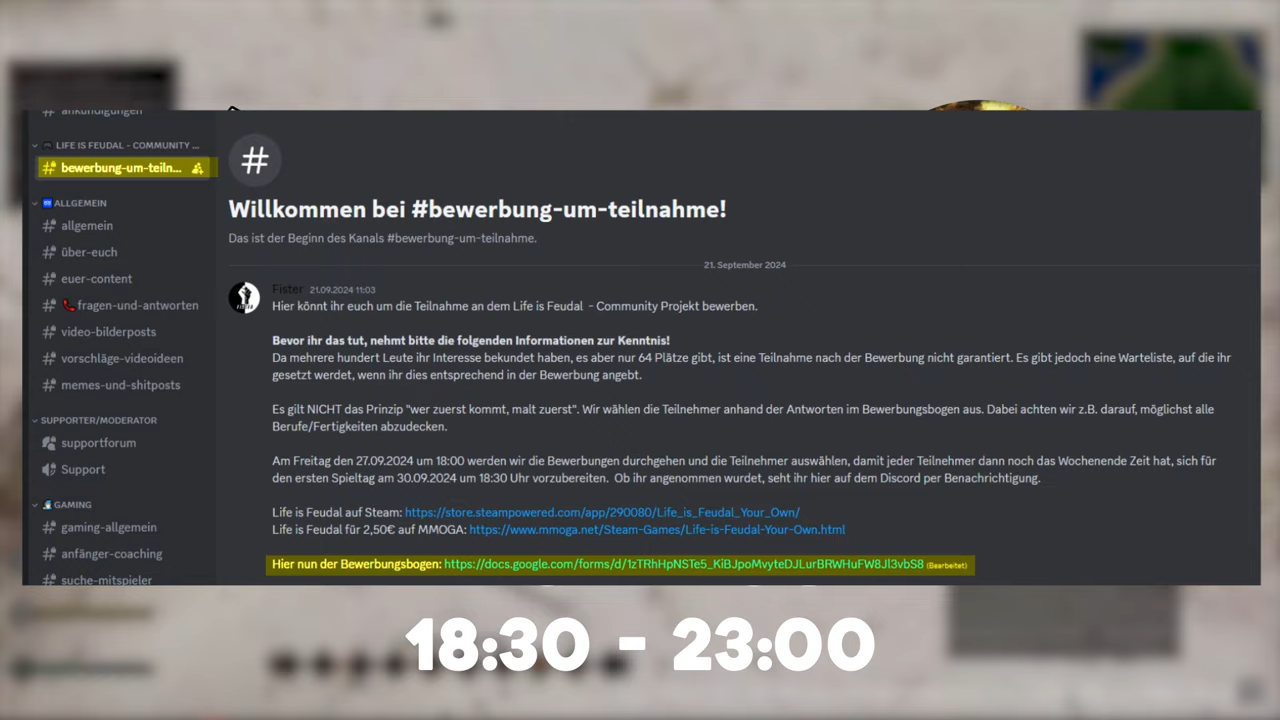 ankündigungen
LIFE IS FEUDAL - COMMUNITY ...
bewerbung-um-teiln...
ALLGEMEIN
allgemein
über-euch
euer-content
fragen-und-antworten
video-bilderposts
vorschläge-videoideen
memes-und-shitposts
SUPPORTER/MODERATOR
supportforum
Support
GAMING
gaming-allgemein
anfänger-coaching
suche-mitspieler
Willkommen bei #bewerbung-um-teilnahme!
Das ist der Beginn des Kanals #bewerbung-um-teilnahme.
21. September 2024
Fister 21.09.2024 11:03
Hier könnt ihr euch um die Teilnahme an dem Life is Feudal - Community Projekt bewerben.
Bevor ihr das tut, nehmt bitte die folgenden Informationen zur Kenntnis!
Da mehrere hundert Leute ihr Interesse bekundet haben, es aber nur 64 Plätze gibt, ist eine Teilnahme nach der Bewerbung nicht garantiert. Es gibt jedoch eine Warteliste, auf die ihr
gesetzt werdet, wenn ihr dies entsprechend in der Bewerbung angebt.
Es gilt NICHT das Prinzip "wer zuerst kommt, malt zuerst". Wir wählen die Teilnehmer anhand der Antworten im Bewerbungsbogen aus. Dabei achten wir z.B. darauf, möglichst alle
Berufe/Fertigkeiten abzudecken.
Am Freitag den 27.09.2024 um 18:00 werden wir die Bewerbungen durchgehen und die Teilnehmer auswählen, damit jeder Teilnehmer dann noch das Wochenende Zeit hat, sich für
den ersten Spieltag am 30.09.2024 um 18:30 Uhr vorzubereiten. Ob ihr angenommen wurdet, seht ihr hier auf dem Discord per Benachrichtigung.
Life is Feudal auf Steam: https://store.steampowered.com/app/290080/Life_is_Feudal_Your_Own/
Life is Feudal für 2,50€ auf MMOGA: https://www.mmoga.net/Steam-Games/Life-is-Feudal-Your-Own.html
Hier nun der Bewerbungsbogen: https://docs.google.com/forms/d/1zTRhHpNSTe5_KiBJpoMvyteDJLurBRWHuFW8Jl3vbS8 (Bearbeitet)
18:30 - 23:00